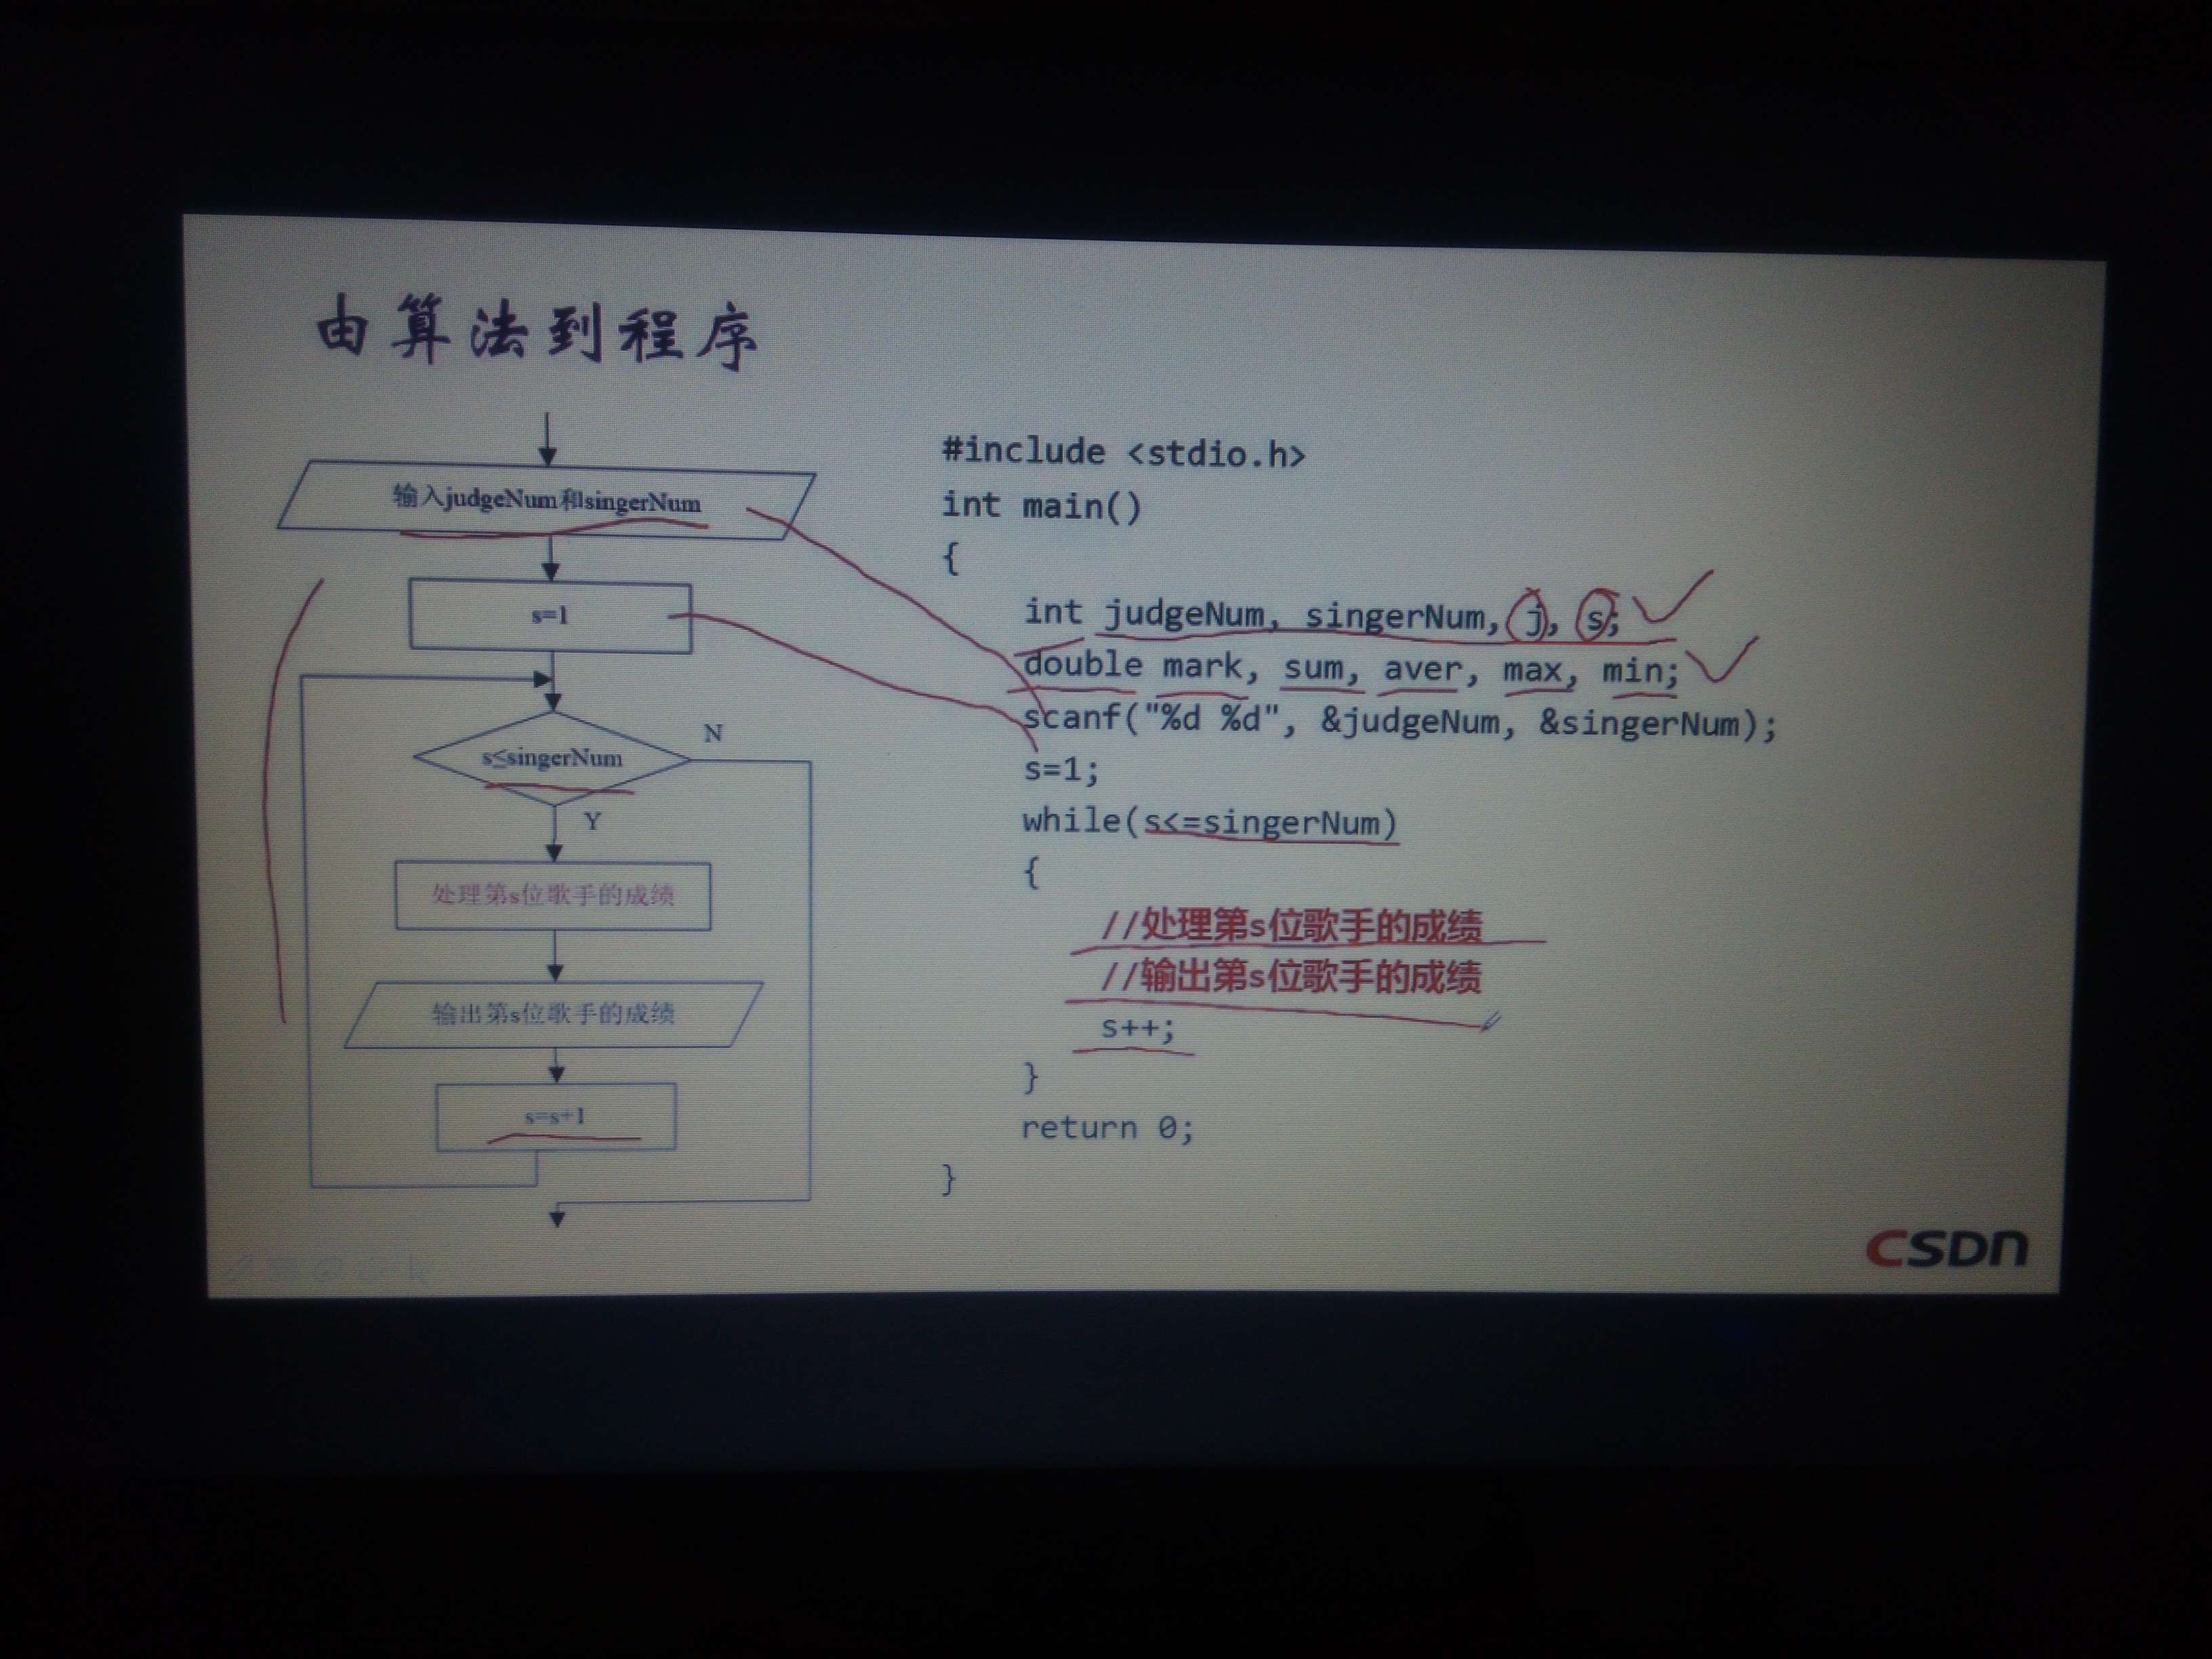 由算法到程序
输入judgeNum和singerNum
s=1
s≤singerNum
N
Y
处理第s位歌手的成绩
输出第s位歌手的成绩
s=s+1
#include <stdio.h>
int main()
{
int judgeNum, singerNum, j, s;
double mark, sum, aver, max, min;
scanf("%d %d", &judgeNum, &singerNum);
s=1;
while(s<=singerNum)
{
//处理第s位歌手的成绩
//输出第s位歌手的成绩
s++;
}
return 0;
}
CSDN